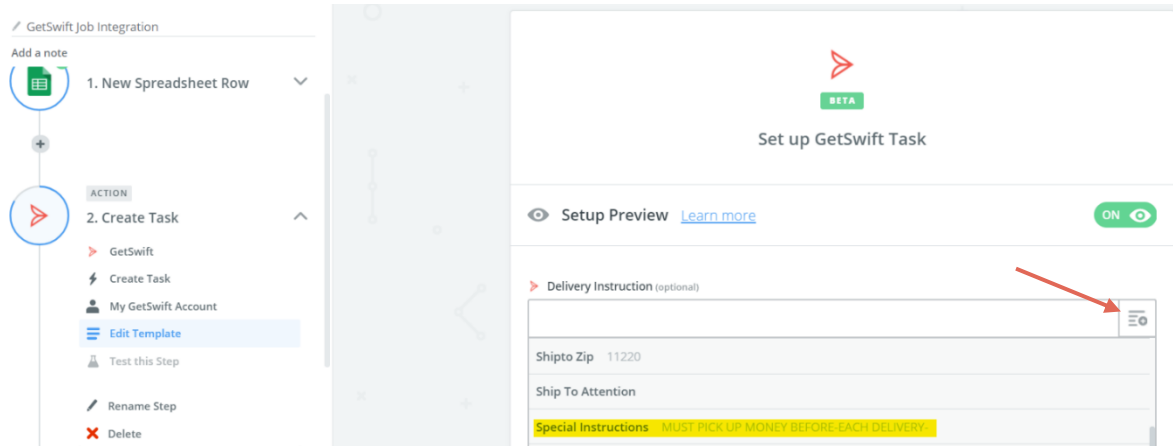 GetSwift Job Integration
Add a note
1. New Spreadsheet Row
ACTION
2. Create Task
GetSwift
Create Task
My GetSwift Account
Edit Template
Test this Step
Rename Step
Delete
BETA
Set up GetSwift Task
Setup Preview Learn more
ON
Delivery Instruction (optional)
Shipto Zip 11220
Ship To Attention
Special Instructions MUST PICK UP MONEY BEFORE-EACH DELIVERY-